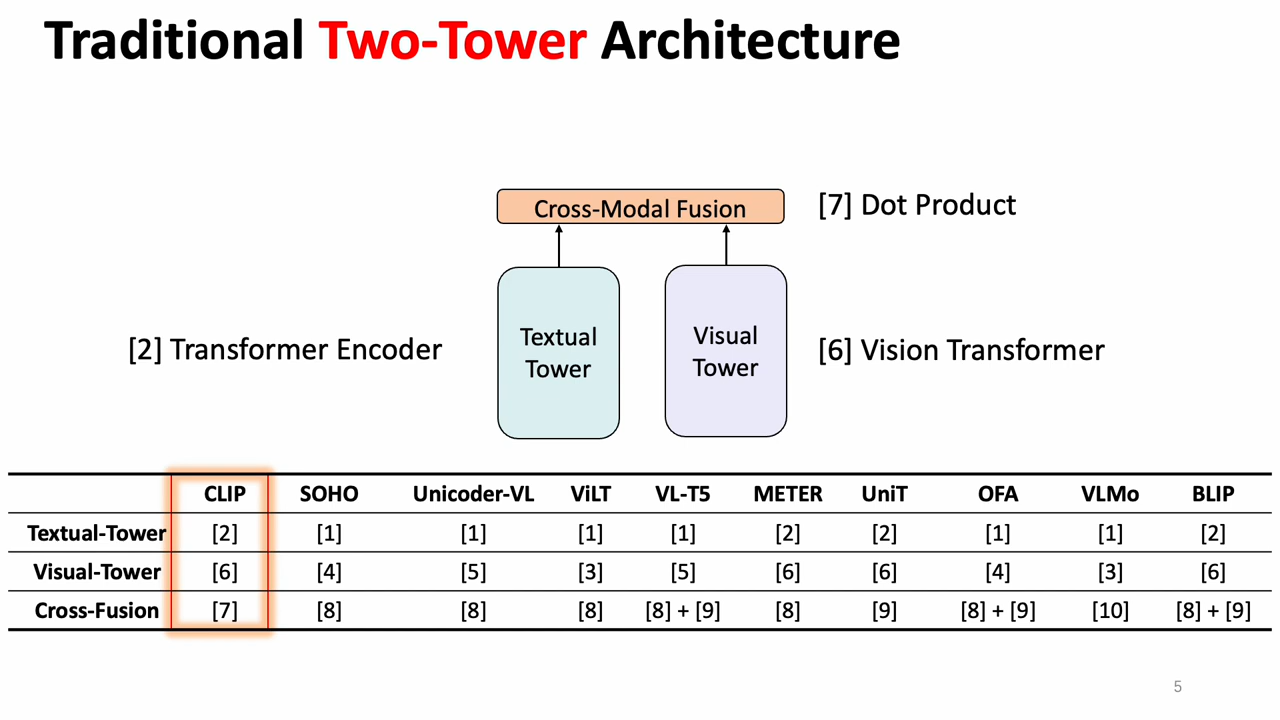 Traditional Two-Tower Architecture
Cross-Modal Fusion
[7] Dot Product
[2] Transformer Encoder
Textual
Tower
Visual
Tower
[6] Vision Transformer
CLIP SOHO Unicoder-VL ViLT VL-T5 METER UniT OFA VLMo BLIP
Textual-Tower [2] [1] [1] [1] [1] [2] [2] [1] [1] [2]
Visual-Tower [6] [4] [5] [3] [5] [6] [6] [4] [3] [6]
Cross-Fusion [7] [8] [8] [8] [8] + [9] [8] [9] [8] + [9] [10] [8] + [9]
5